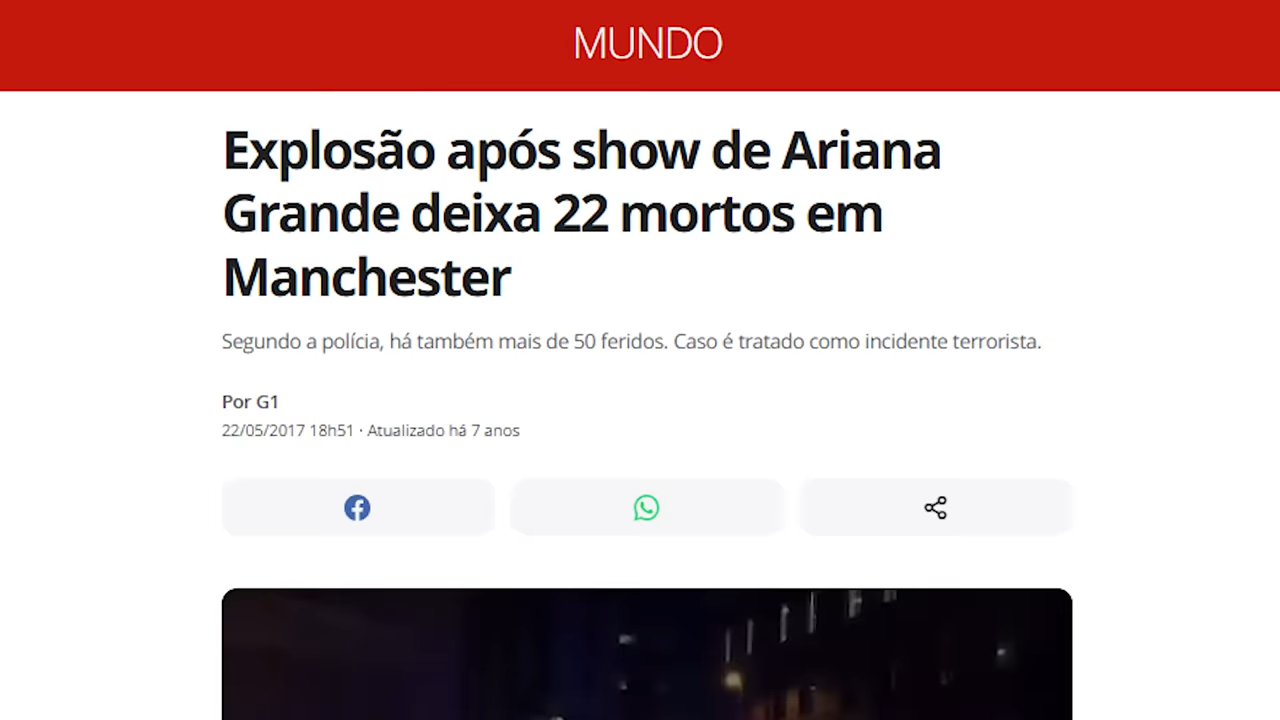 MUNDO
Explosão após show de Ariana
Grande deixa 22 mortos em
Manchester
Segundo a polícia, há também mais de 50 feridos. Caso é tratado como incidente terrorista.
Por G1
22/05/2017 18h51 · Atualizado há 7 anos